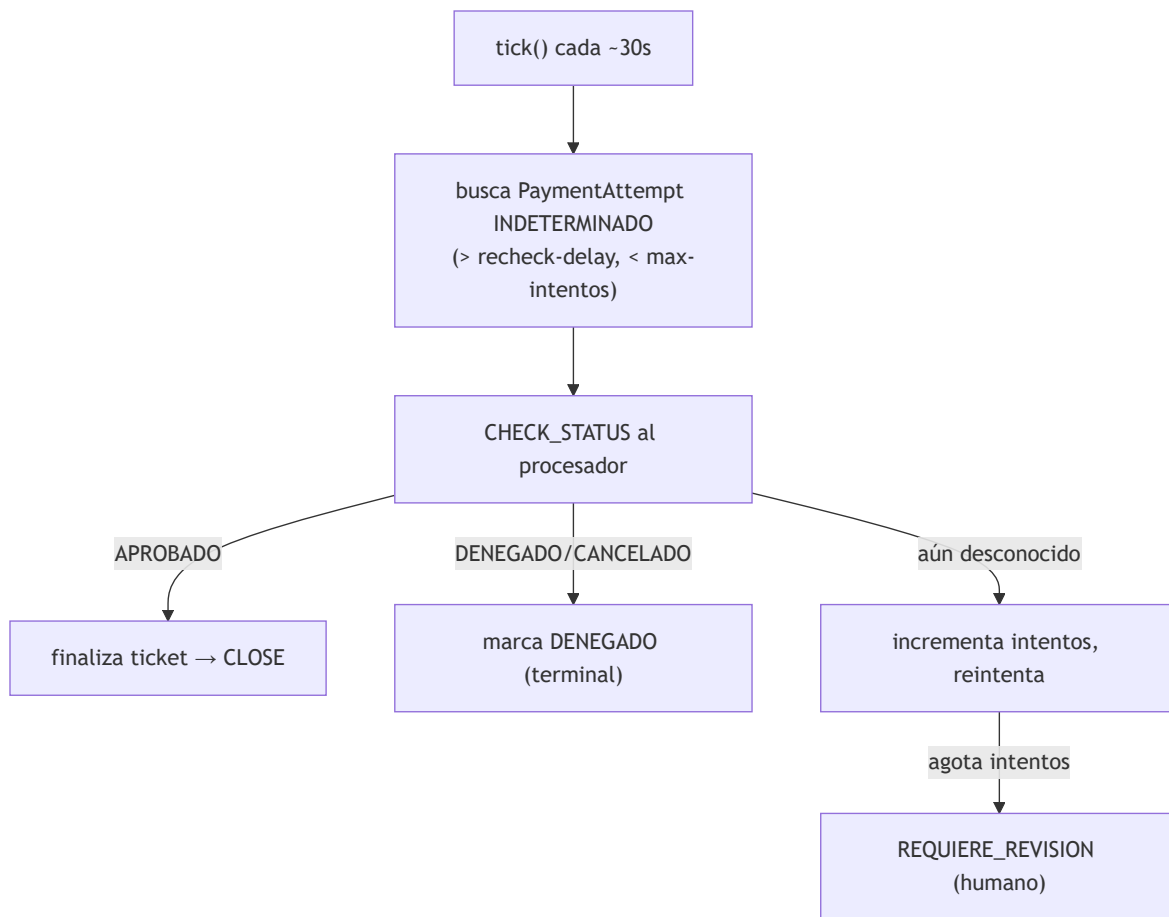 tick() cada ~30s
busca PaymentAttempt
INDETERMINADO
(> recheck-delay, < max-
intentos)
CHECK_STATUS al
procesador
APROBADO
DENEGADO/CANCELADO
aún desconocido
finaliza ticket → CLOSE
marca DENEGADO
(terminal)
incrementa intentos,
reintenta
agota intentos
REQUIERE_REVISION
(humano)